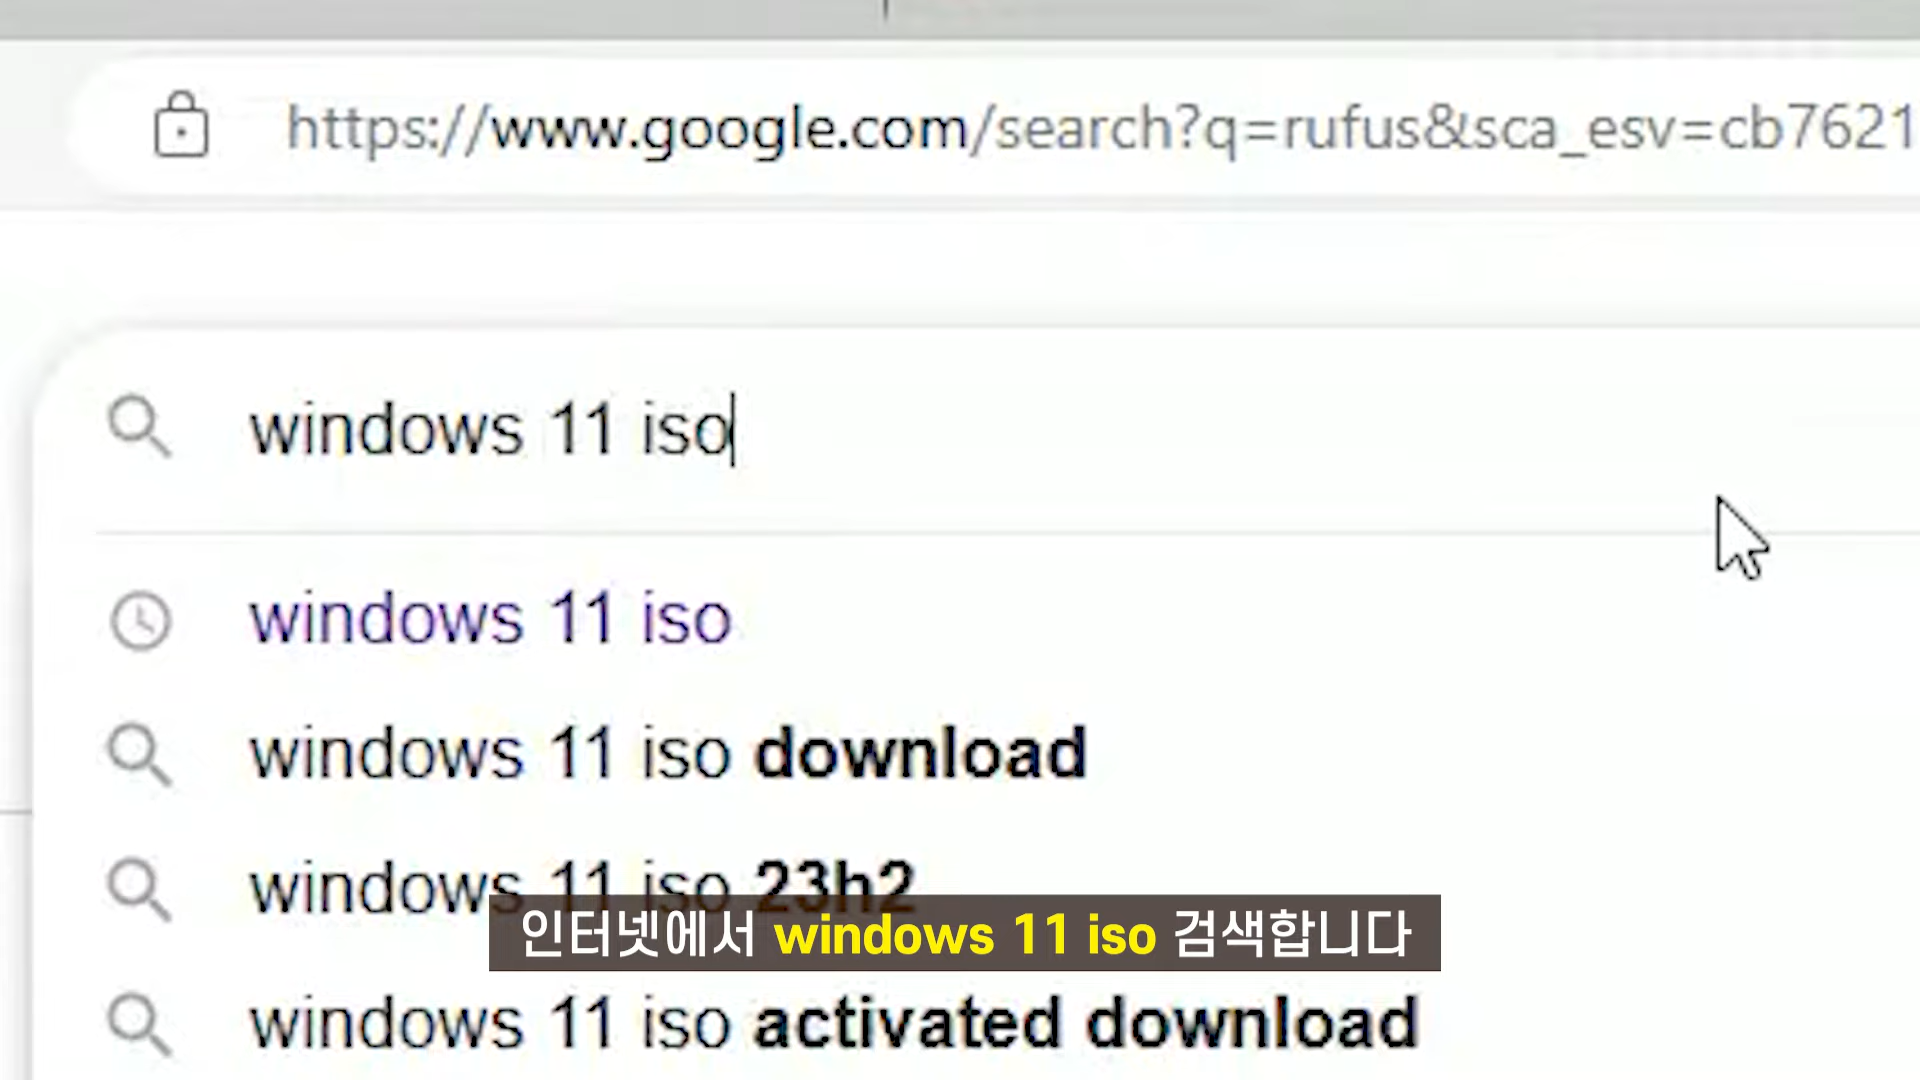 https://www.google.com/search?q=rufus&sca_esv=cb7621
windows 11 iso
windows 11 iso
windows 11 iso download
windows 11 iso 23h2
인터넷에서 windows 11 iso 검색합니다
windows 11 iso activated download